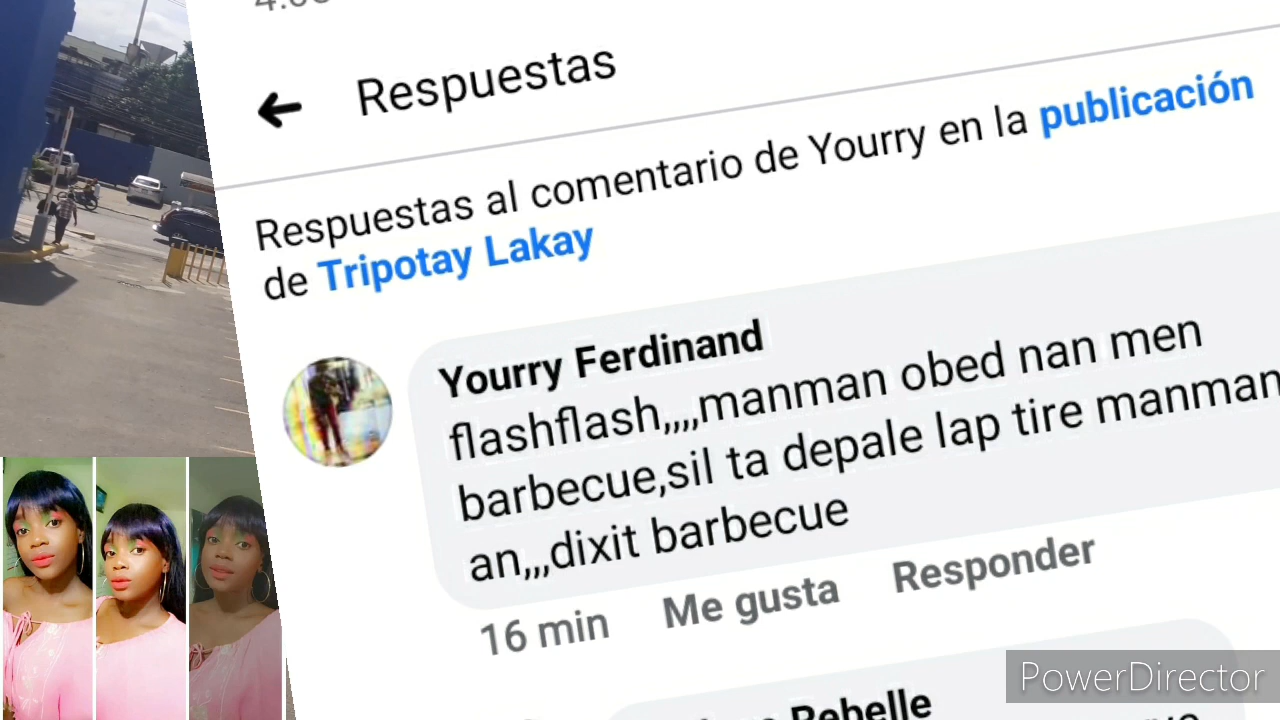 Respuestas
Respuestas al comentario de Yourry en la publicación
de Tripotay Lakay
Yourry Ferdinand
flashflash,,,,manman obed nan men
barbecue,sil ta depale lap tire manman
an,,,dixit barbecue
16 min Me gusta Responder
Rebelle
PowerDirector